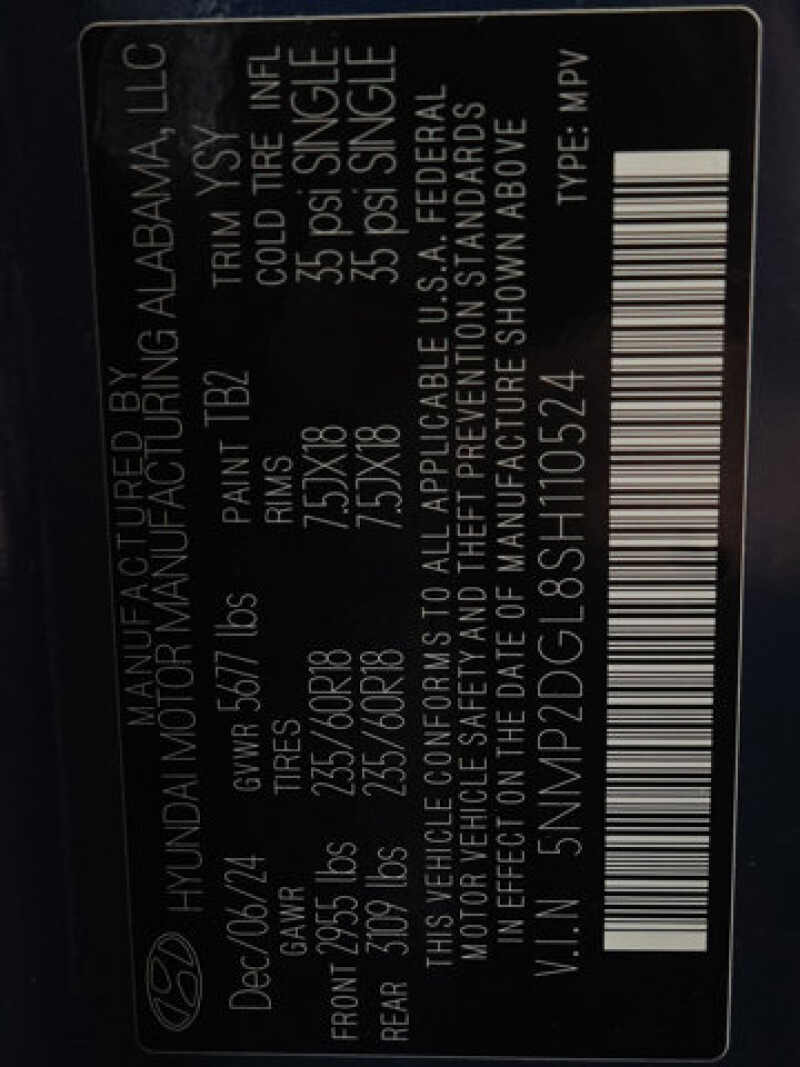 MANUFACTURED BY
HYUNDAI MOTOR MANUFACTURING ALABAMA, LLC
Dec/06/24 GVWR 5677 lbs PAINT TB2 TRIM YSY
GAWR TIRES RIMS COLD TIRE INFL
FRONT 2955 lbs 235/60R18 7.5JX18 35 psi SINGLE
REAR 3109 lbs 235/60R18 7.5JX18 35 psi SINGLE
THIS VEHICLE CONFORMS TO ALL APPLICABLE U.S.A. FEDERAL
MOTOR VEHICLE SAFETY AND THEFT PREVENTION STANDARDS
IN EFFECT ON THE DATE OF MANUFACTURE SHOWN ABOVE
V.I.N 5NMP2DGL8SH110524 TYPE: MPV